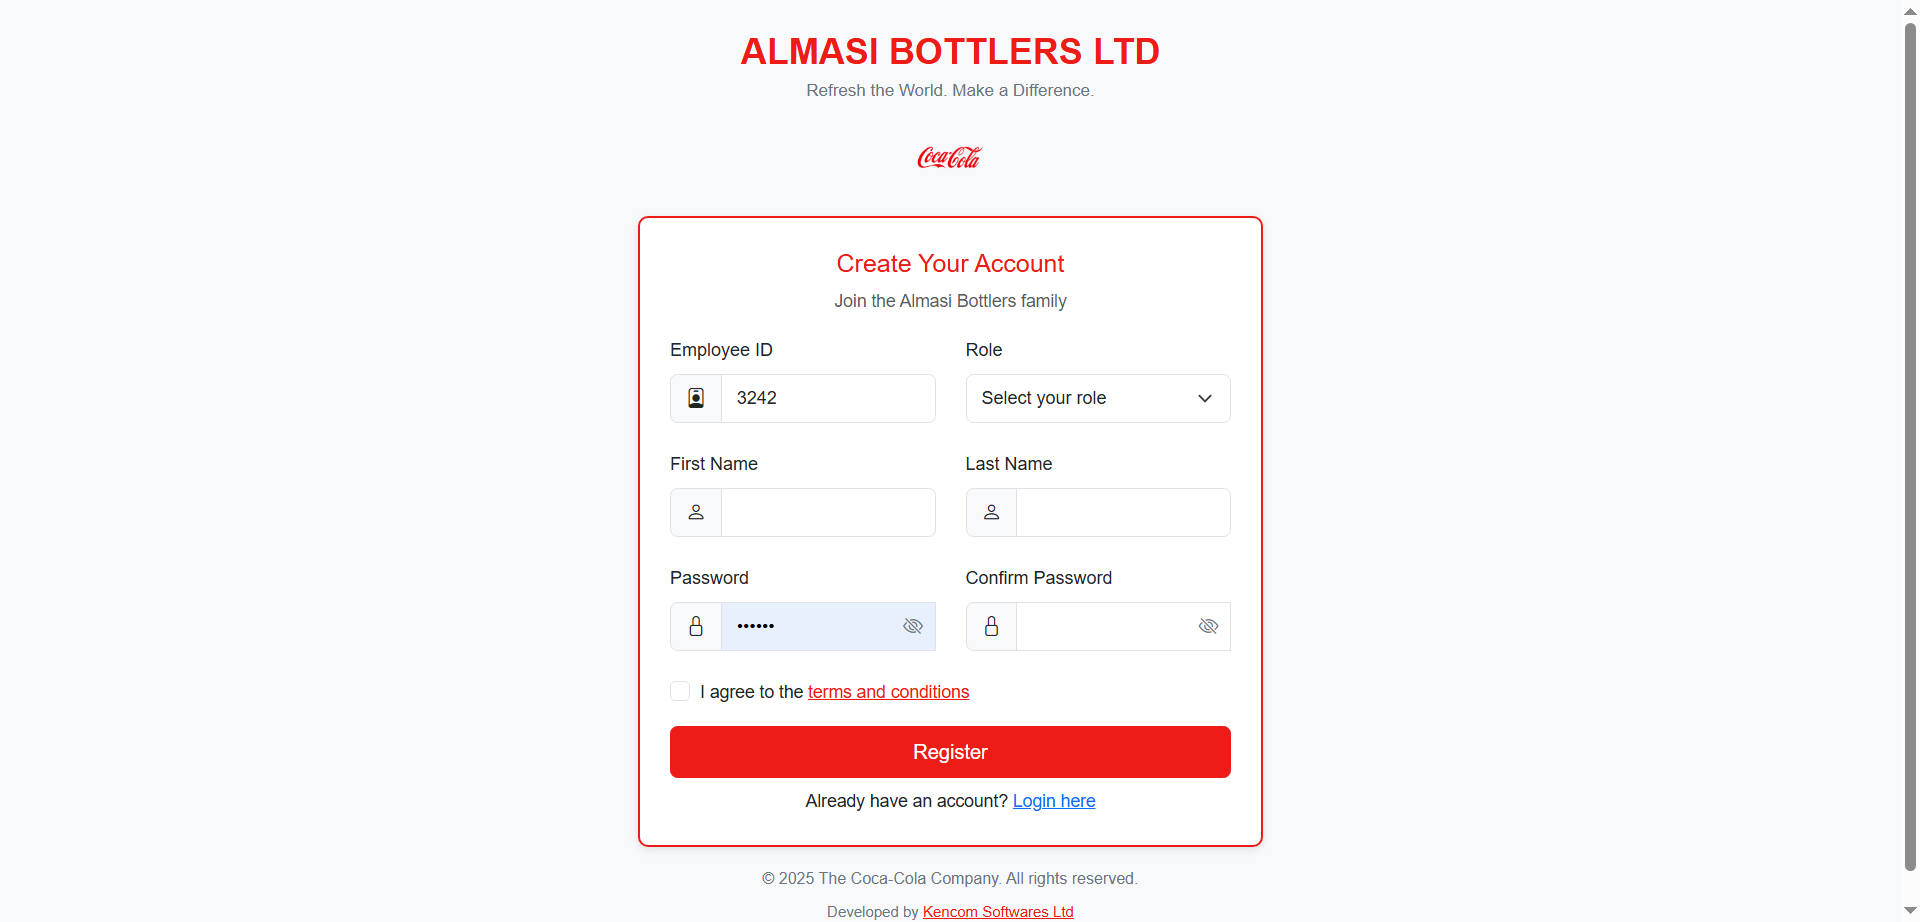 ALMASI BOTTLERS LTD
Refresh the World. Make a Difference.
Coca-Cola
Create Your Account
Join the Almasi Bottlers family
Employee ID
Role
3242
Select your role
First Name
Last Name
Password
Confirm Password
••••••
I agree to the terms and conditions
Register
Already have an account? Login here
© 2025 The Coca-Cola Company. All rights reserved.
Developed by Kencom Softwares Ltd